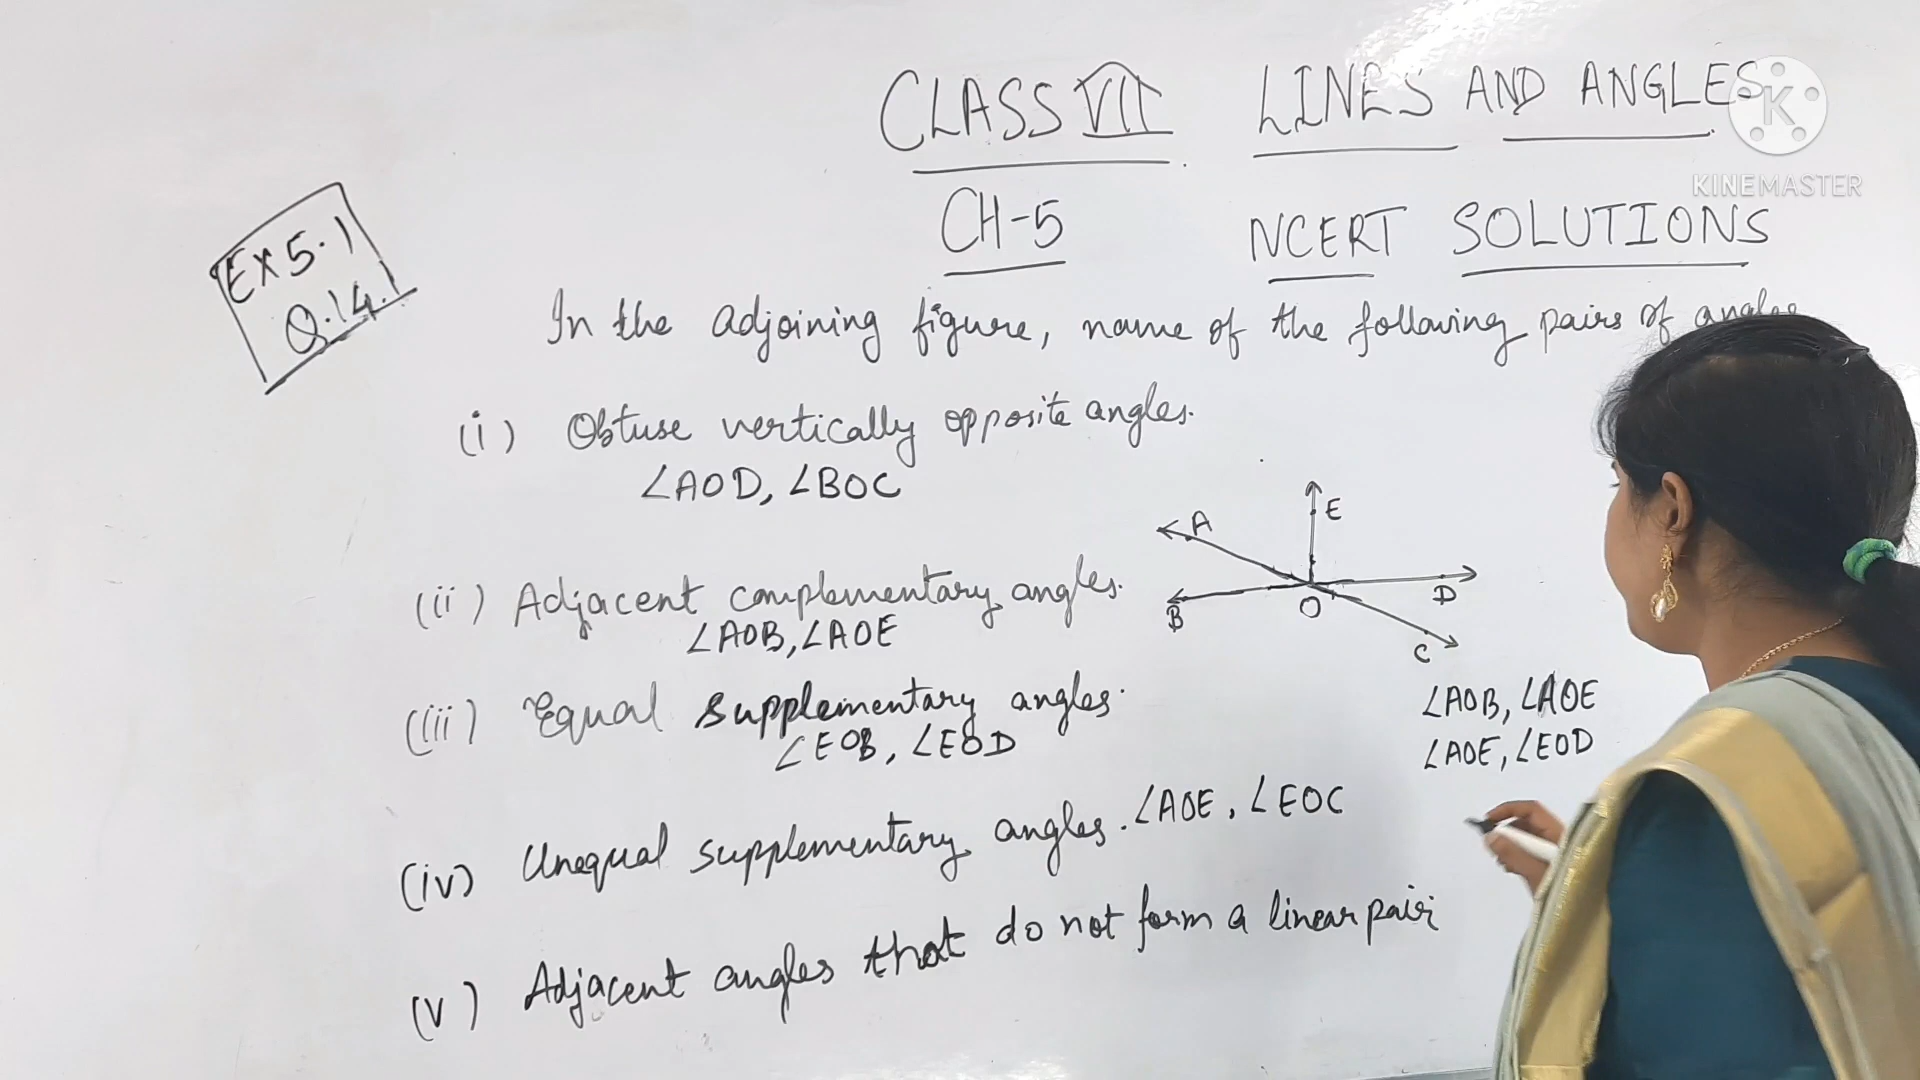 CLASS VII LINES AND ANGLES
KINEMASTER
CH-5 NCERT SOLUTIONS
EX 5.1
Q.14.1
In the adjoining figure, name of the following pairs of angles
(i) Obtuse vertically opposite angles.
∠AOD, ∠BOC
A
E
B
O
D
C
(ii) Adjacent complementary angles.
∠AOB, ∠AOE
(iii) Equal supplementary angles.
∠EOB, ∠EOD
∠AOB, ∠AOE
∠AOE, ∠EOD
(iv) Unequal supplementary angles. ∠AOE, ∠EOC
(v) Adjacent angles that do not form a linear pair